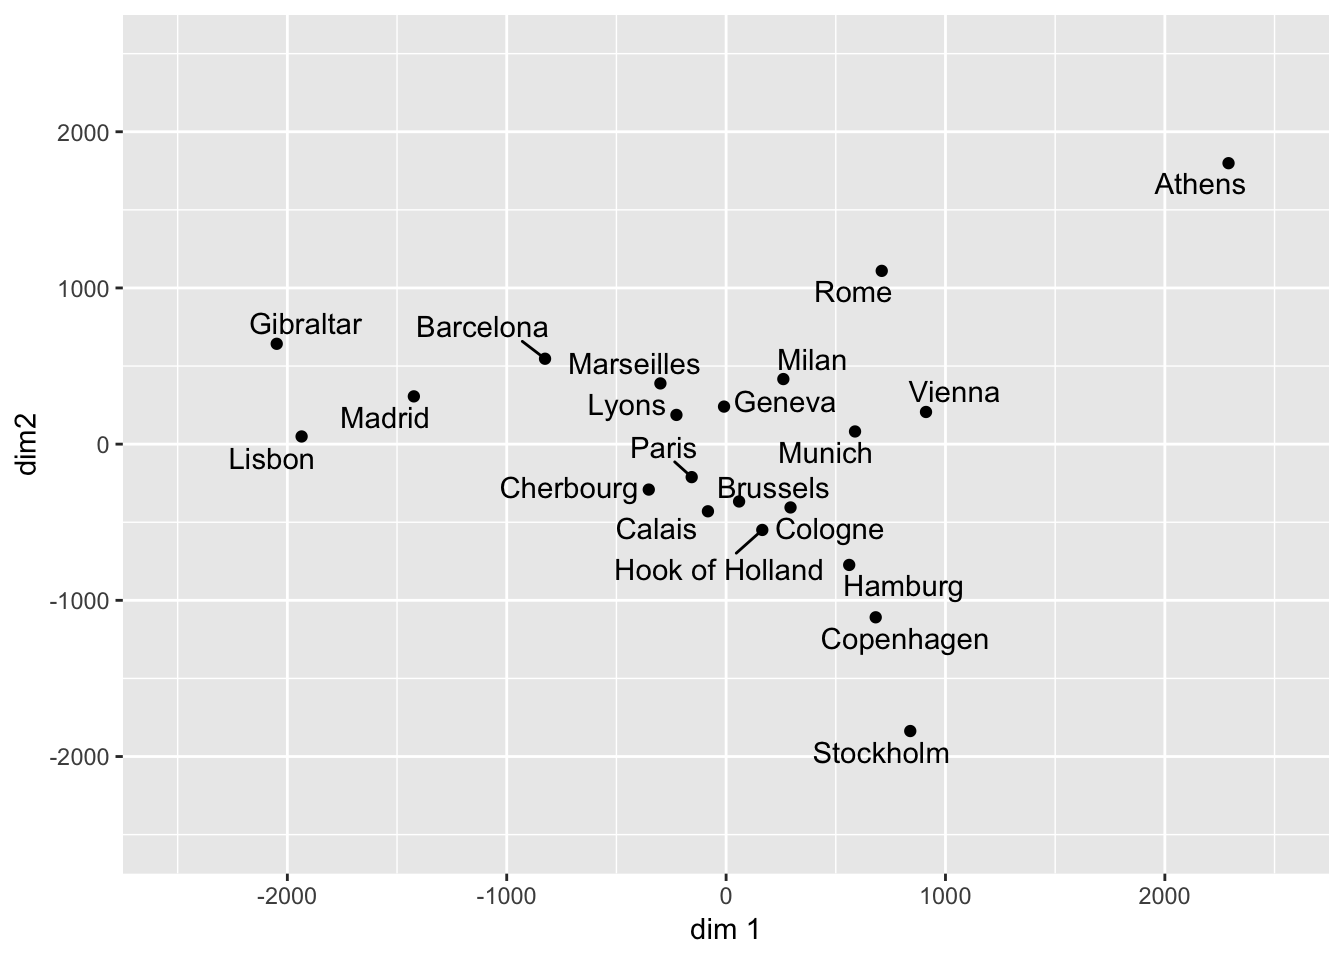 2000
Athens
1000
Rome
Gibraltar
Barcelona
Marseilles
Milan
Vienna
Lyons
Geneva
Madrid
0
Paris
Munich
Lisbon
Cherbourg
Brussels
Calais
Cologne
Hook of Holland
Hamburg
-1000
Copenhagen
Stockholm
-2000
dim2
-2000
-1000
0
1000
2000
dim 1